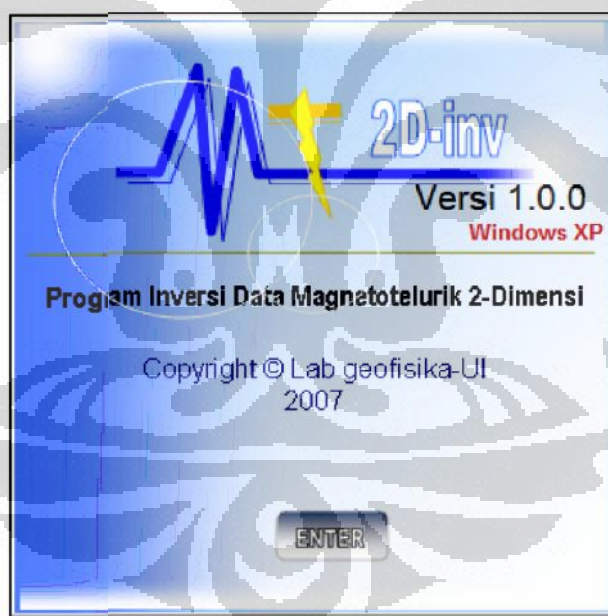 MT 2D-inv
Versi 1.0.0
Windows XP
Program Inversi Data Magnetotelurik 2-Dimensi
Copyright © Lab geofisika-UI
2007
ENTER